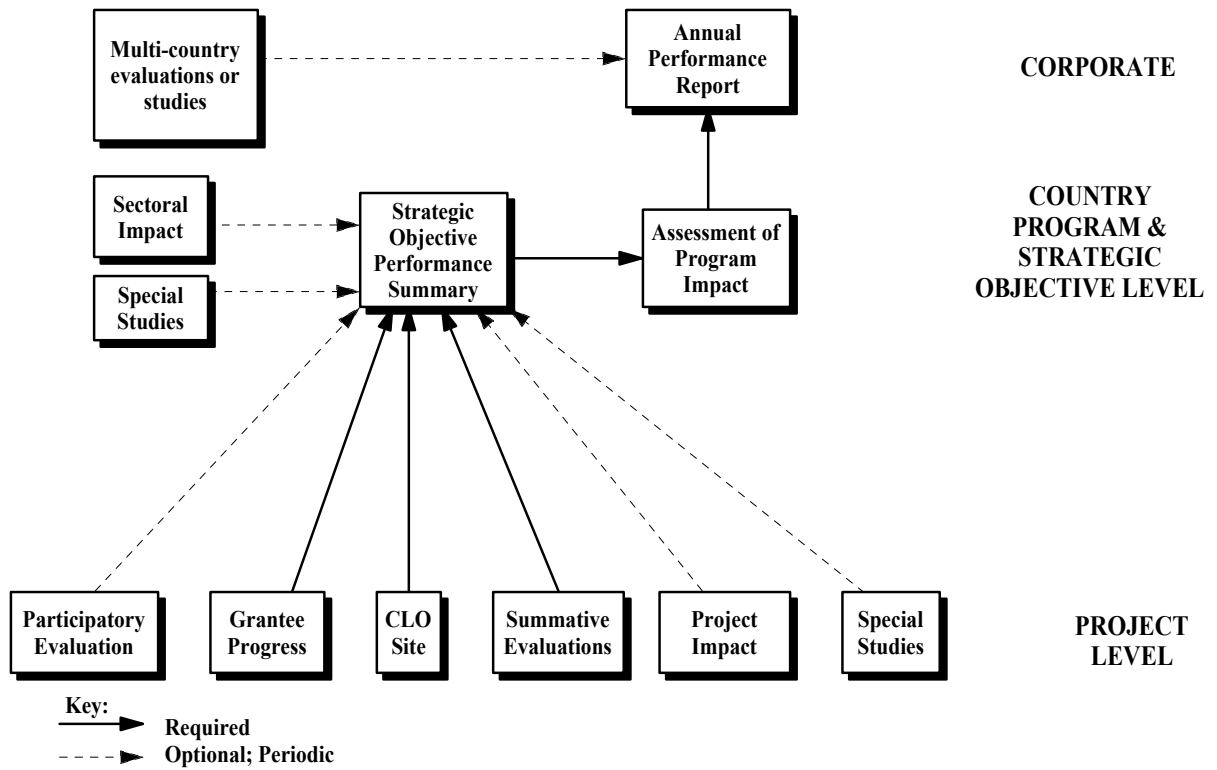 Multi-country
evaluations or
studies
Annual
Performance
Report
CORPORATE
Sectoral
Impact
Special
Studies
Strategic
Objective
Performance
Summary
Assessment of
Program
Impact
COUNTRY
PROGRAM &
STRATEGIC
OBJECTIVE LEVEL
Participatory
Evaluation
Grantee
Progress
CLO
Site
Summative
Evaluations
Project
Impact
Special
Studies
PROJECT
LEVEL
Key:
Required
Optional; Periodic